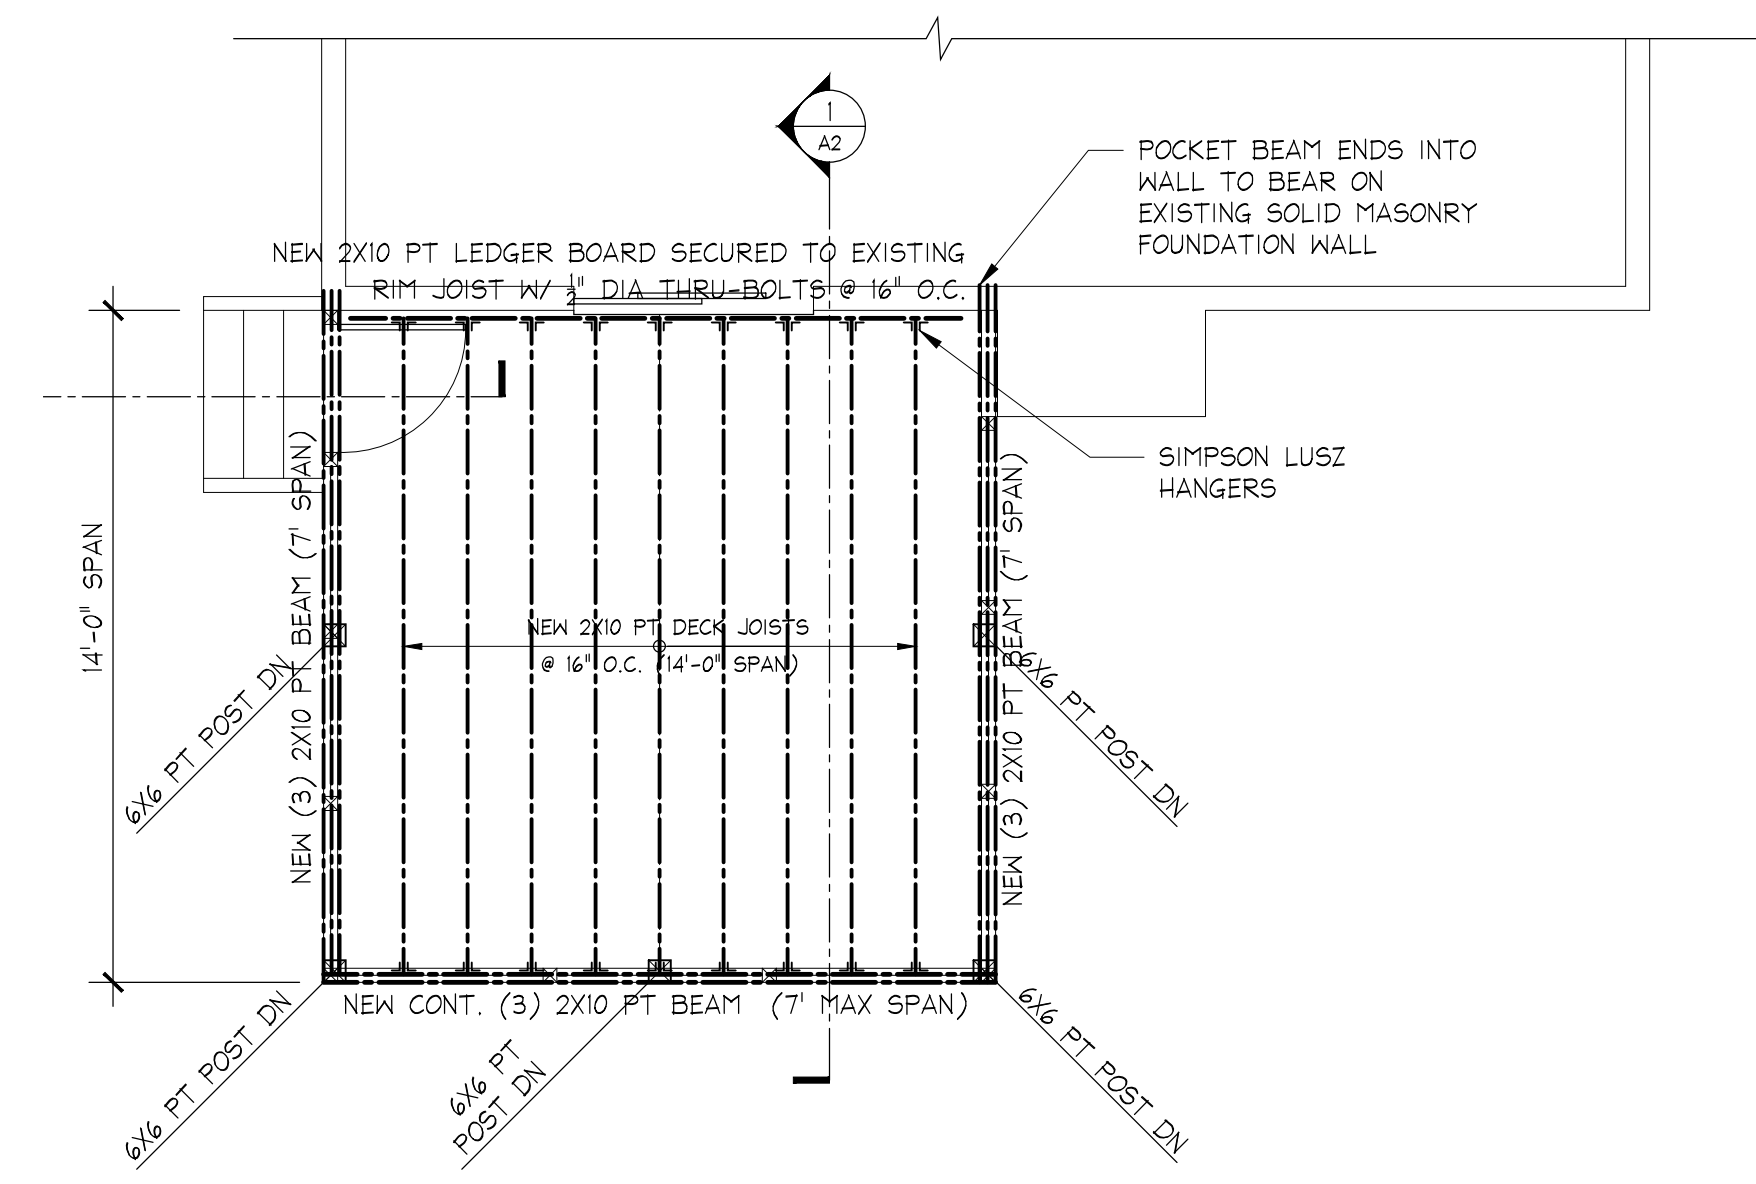 1
A2
POCKET BEAM ENDS INTO
WALL TO BEAR ON
EXISTING SOLID MASONRY
FOUNDATION WALL
NEW 2X10 PT LEDGER BOARD SECURED TO EXISTING
RIM JOIST W/ 1/2" DIA THRU-BOLTS @ 16" O.C.
SIMPSON LUSZ
HANGERS
14'-0" SPAN
NEW (3) 2X10 PT BEAM (7' SPAN)
NEW (3) 2X10 PT BEAM (7' SPAN)
NEW 2X10 PT DECK JOISTS
@ 16" O.C. (14'-0" SPAN)
6X6 PT POST DN
6X6 PT POST DN
NEW CONT. (3) 2X10 PT BEAM (7' MAX SPAN)
6X6 PT POST DN
6X6 PT
POST DN
6X6 PT POST DN